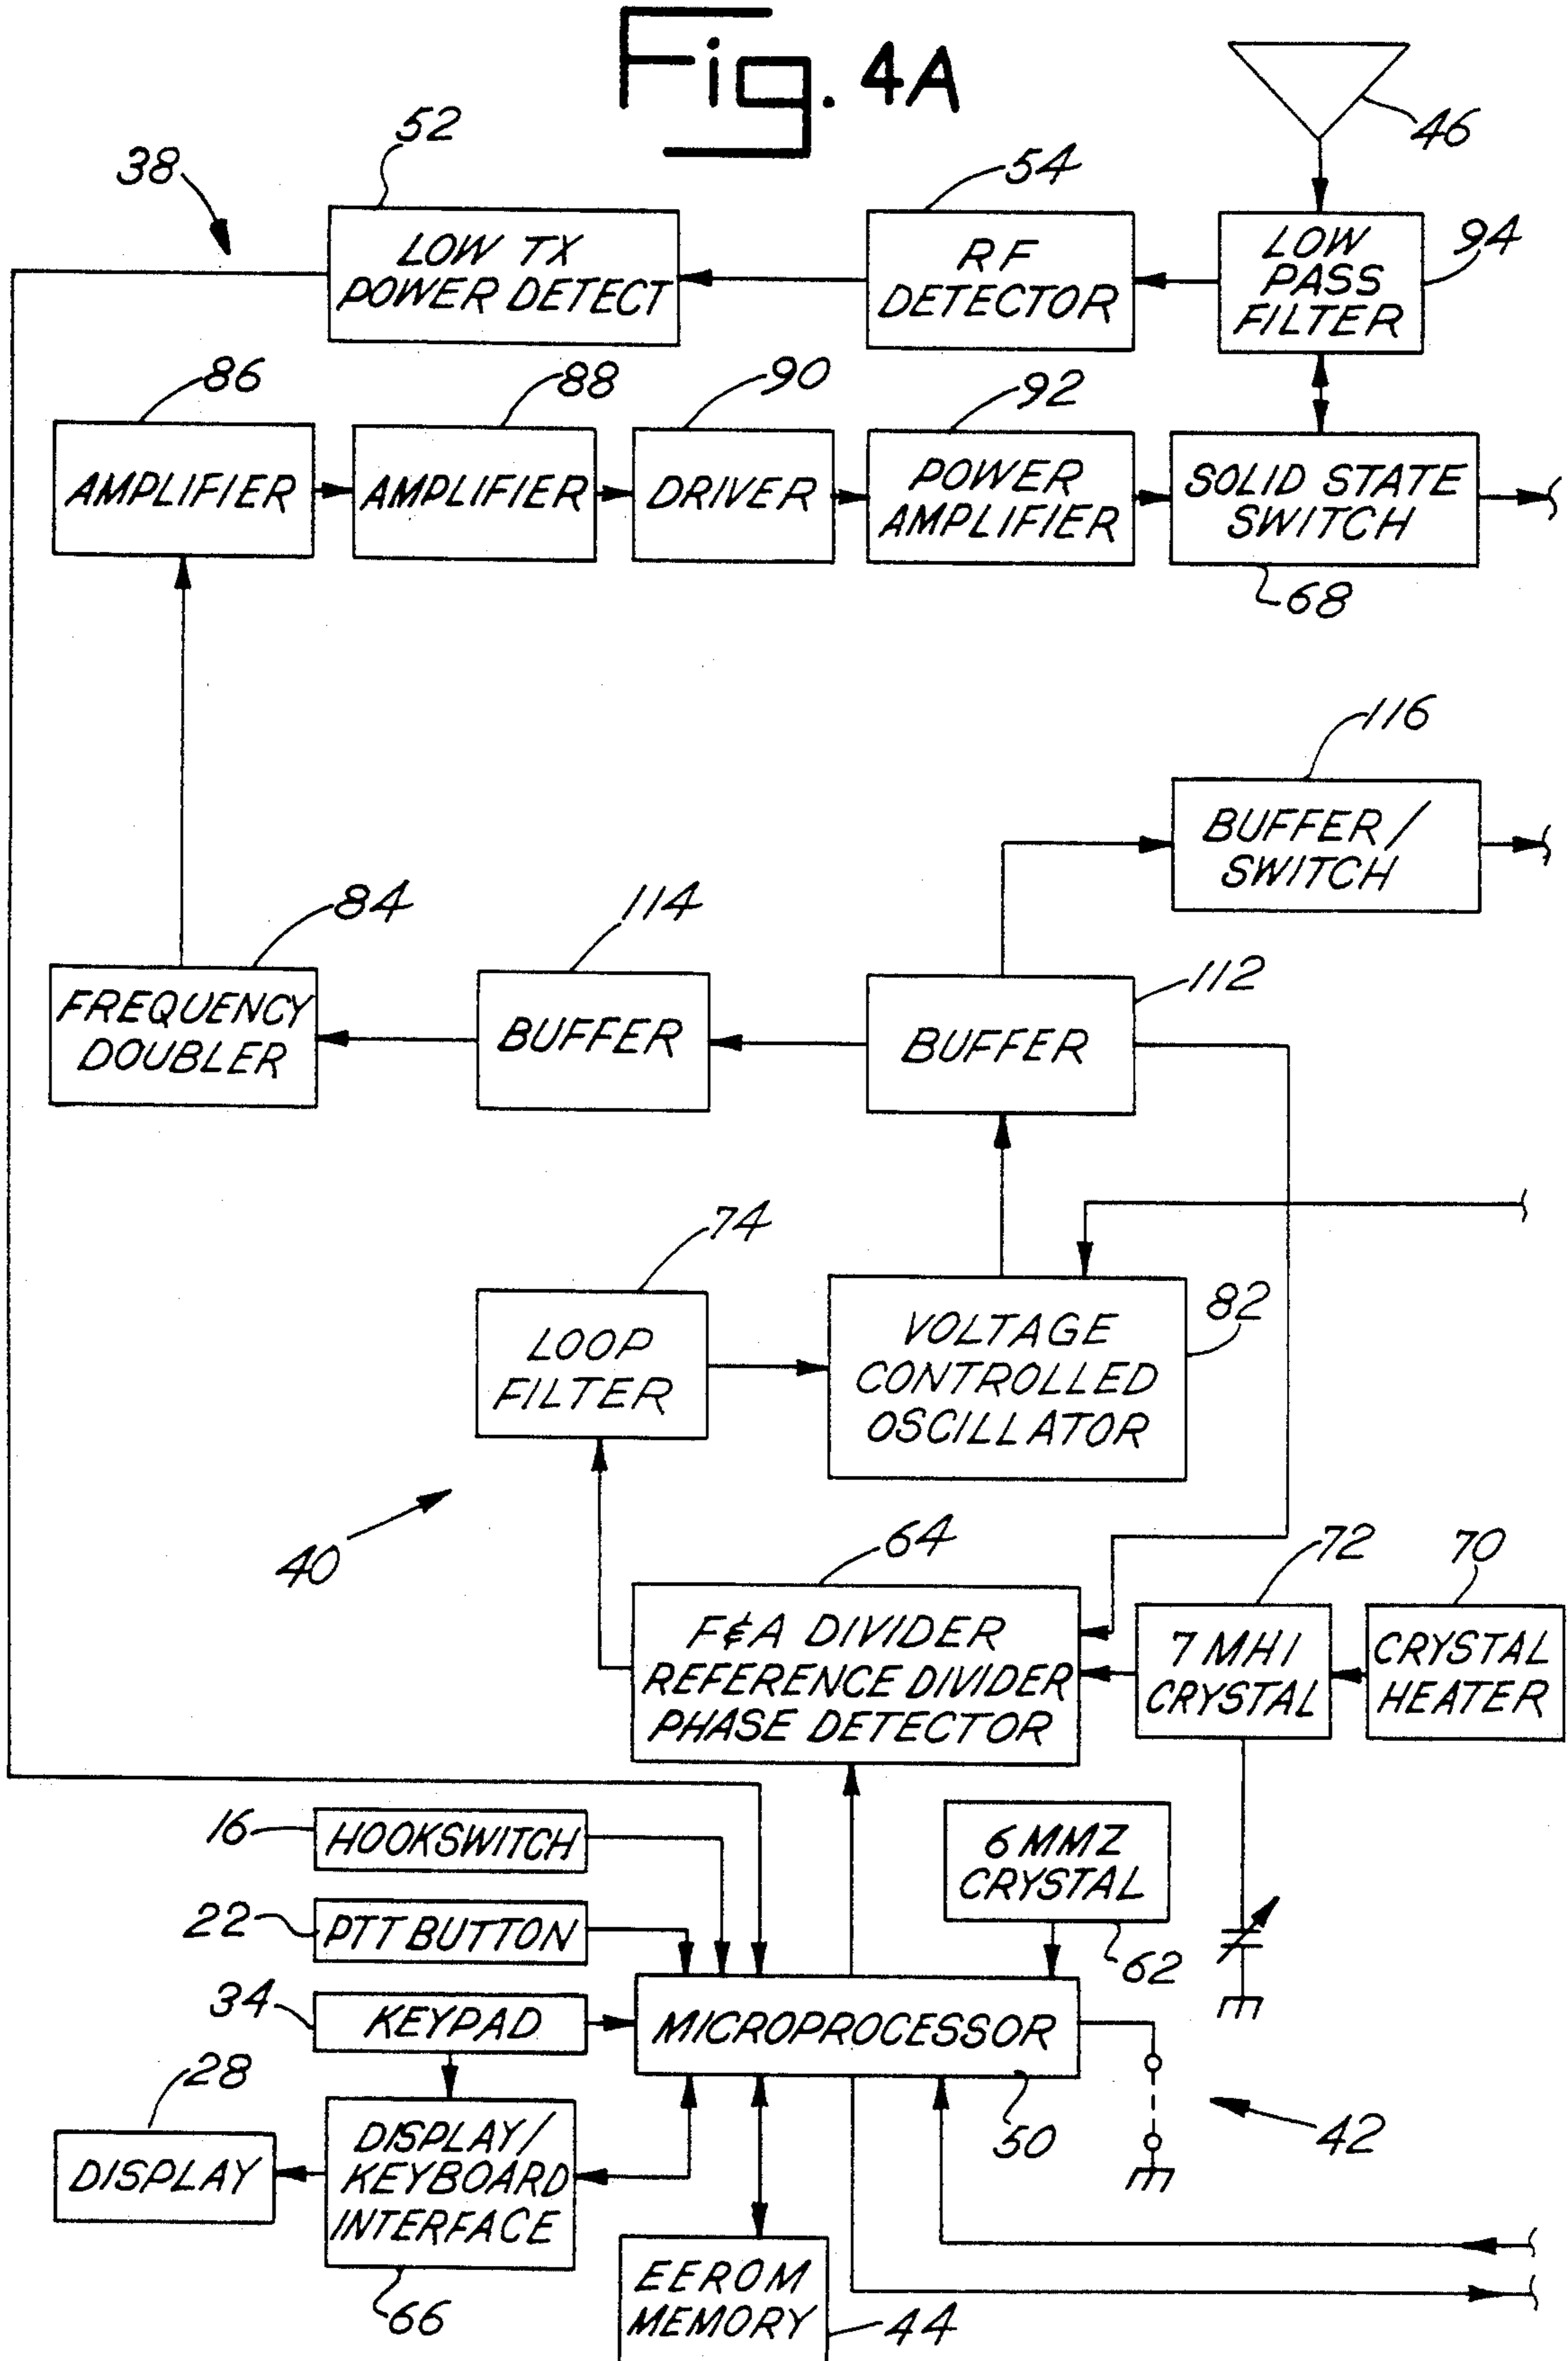 Fig. 4A
46
52
54
38
94
LOW TX
POWER DETECT
RF
DETECTOR
LOW
PASS
FILTER
86
88
90
92
AMPLIFIER
AMPLIFIER
DRIVER
POWER
AMPLIFIER
SOLID STATE
SWITCH
68
116
BUFFER/
SWITCH
84
114
112
FREQUENCY
DOUBLER
BUFFER
BUFFER
74
82
LOOP
FILTER
VOLTAGE
CONTROLLED
OSCILLATOR
40
64
72
70
F&A DIVIDER
REFERENCE DIVIDER
PHASE DETECTOR
7 MHI
CRYSTAL
CRYSTAL
HEATER
16
HOOKSWITCH
6 MMZ
CRYSTAL
22
PTT BUTTON
62
34
KEYPAD
MICROPROCESSOR
28
50
42
DISPLAY
DISPLAY/
KEYBOARD
INTERFACE
66
EEROM
MEMORY
44